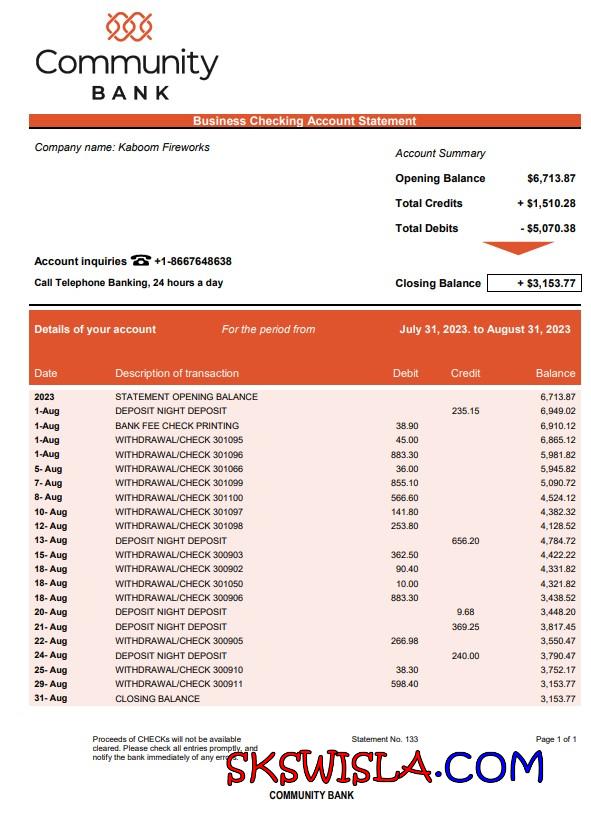 Community
BANK
Business Checking Account Statement
Company name: Kaboom Fireworks
Account Summary
Opening Balance $6,713.87
Total Credits + $1,510.28
Total Debits - $5,070.38
Account inquiries ☎ +1-8667648638
Call Telephone Banking, 24 hours a day
Closing Balance + $3,153.77
Details of your account For the period from July 31, 2023. to August 31, 2023
Date Description of transaction Debit Credit Balance
2023 STATEMENT OPENING BALANCE 6,713.87
1-Aug DEPOSIT NIGHT DEPOSIT 235.15 6,949.02
1-Aug BANK FEE CHECK PRINTING 38.90 6,910.12
1-Aug WITHDRAWAL/CHECK 301095 45.00 6,865.12
1-Aug WITHDRAWAL/CHECK 301096 883.30 5,981.82
5- Aug WITHDRAWAL/CHECK 301066 36.00 5,945.82
7- Aug WITHDRAWAL/CHECK 301099 855.10 5,090.72
8- Aug WITHDRAWAL/CHECK 301100 566.60 4,524.12
10- Aug WITHDRAWAL/CHECK 301097 141.80 4,382.32
12- Aug WITHDRAWAL/CHECK 301098 253.80 4,128.52
13- Aug DEPOSIT NIGHT DEPOSIT 656.20 4,784.72
15- Aug WITHDRAWAL/CHECK 300903 362.50 4,422.22
18- Aug WITHDRAWAL/CHECK 300902 90.40 4,331.82
18- Aug WITHDRAWAL/CHECK 301050 10.00 4,321.82
18- Aug WITHDRAWAL/CHECK 300906 883.30 3,438.52
20- Aug DEPOSIT NIGHT DEPOSIT 9.68 3,448.20
21- Aug DEPOSIT NIGHT DEPOSIT 369.25 3,817.45
22- Aug WITHDRAWAL/CHECK 300905 266.98 3,550.47
24- Aug DEPOSIT NIGHT DEPOSIT 240.00 3,790.47
25- Aug WITHDRAWAL/CHECK 300910 38.30 3,752.17
29- Aug WITHDRAWAL/CHECK 300911 598.40 3,153.77
31- Aug CLOSING BALANCE 3,153.77
Proceeds of CHECKs will not be available Statement No. 133 Page 1 of 1
cleared. Please check all entries promptly, and
notify the bank immediately of any errors.
SKSWISLA.COM
COMMUNITY BANK